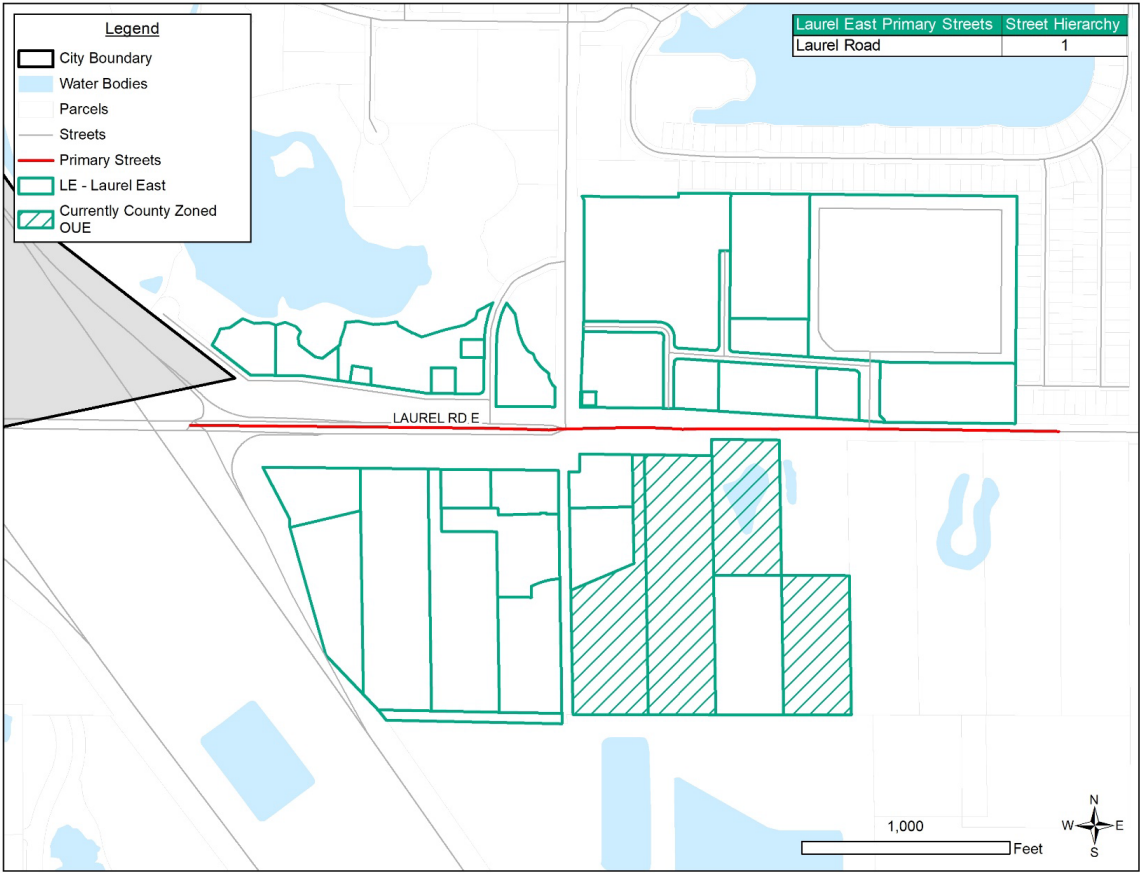 Legend
City Boundary
Water Bodies
Parcels
Streets
Primary Streets
LE - Laurel East
Currently County Zoned
OUE
Laurel East Primary Streets Street Hierarchy
Laurel Road 1
LAUREL RD E
1,000
Feet
N
W E
S